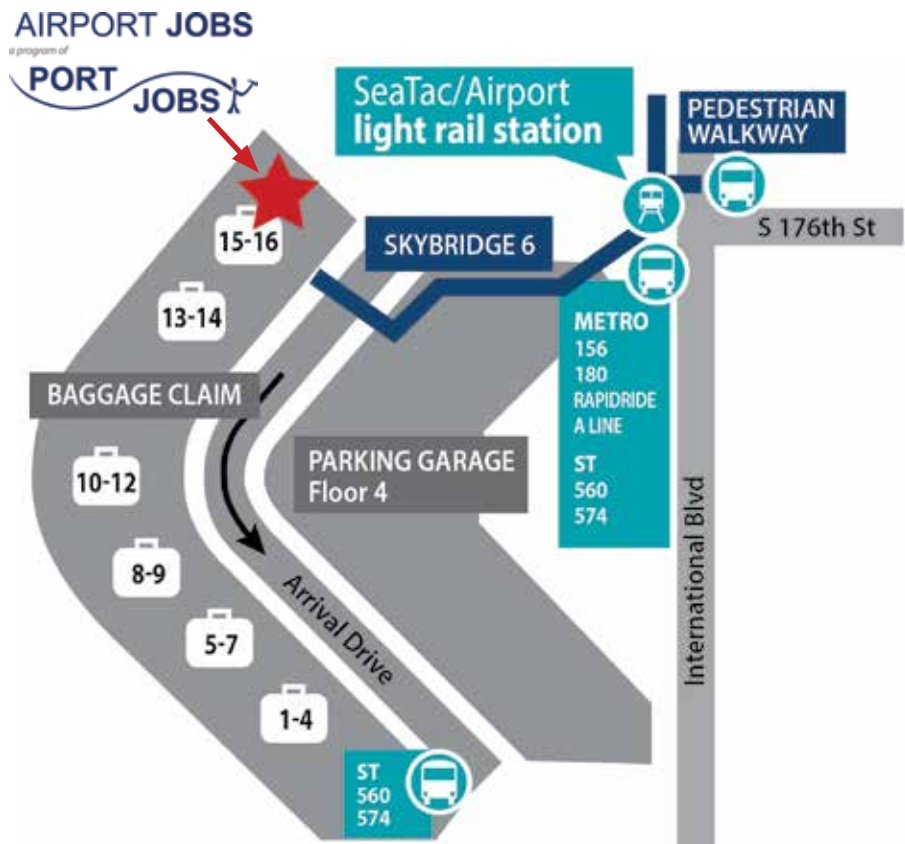 AIRPORT JOBS
a program of
PORT
JOBS
SeaTac/Airport
light rail station
PEDESTRIAN
WALKWAY
S 176th St
15-16
SKYBRIDGE 6
13-14
METRO
156
180
RAPIDRIDE
A LINE
ST
560
574
BAGGAGE CLAIM
PARKING GARAGE
Floor 4
10-12
8-9
5-7
1-4
Arrival Drive
International Blvd
ST
560
574